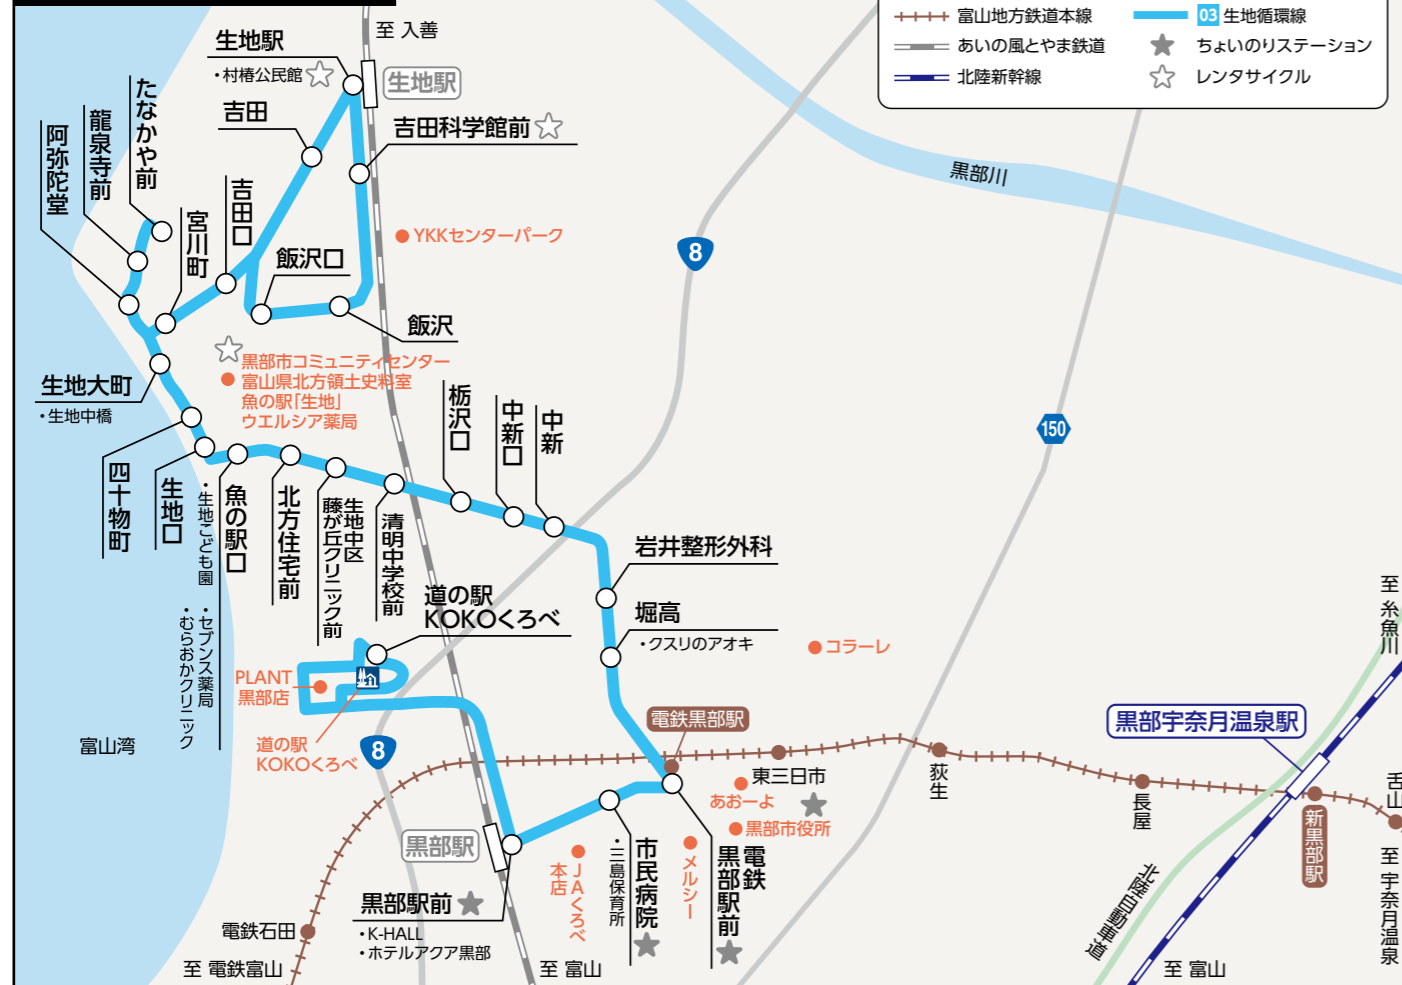 富山地方鉄道本線
03 生地循環線
あいの風とやま鉄道
ちょいのりステーション
北陸新幹線
レンタサイクル
至 入善
生地駅
・村椿公民館
生地駅
吉田
吉田科学館前
たなかや前
龍泉寺前
阿弥陀堂
宮川町
吉田口
飯沢口
飯沢
YKKセンターパーク
8
黒部川
150
黒部市コミュニティセンター
富山県北方領土史料室
魚の駅「生地」
ウエルシア薬局
生地大町
・生地中橋
四十物町
生地口
魚の駅口
・生地こども園
・セブンス薬局
・むらおかクリニック
北方住宅前
生地中区
藤が丘クリニック前
清明中学校前
栃沢口
中新口
中新
岩井整形外科
堀高
・クスリのアオキ
コラーレ
道の駅
KOKOくろべ
PLANT
黒部店
道の駅
KOKOくろべ
8
富山湾
電鉄黒部駅
東三日市
あおーよ
黒部市役所
荻生
長屋
黒部宇奈月温泉駅
新黒部駅
舌山
至 糸魚川
至 宇奈月温泉
北陸自動車道
至 富山
黒部駅
黒部駅前
・K-HALL
・ホテルアクア黒部
JAくろべ
本店
市民病院
・三島保育所
メルシー
電鉄
黒部駅前
電鉄石田
至 電鉄富山
至 富山